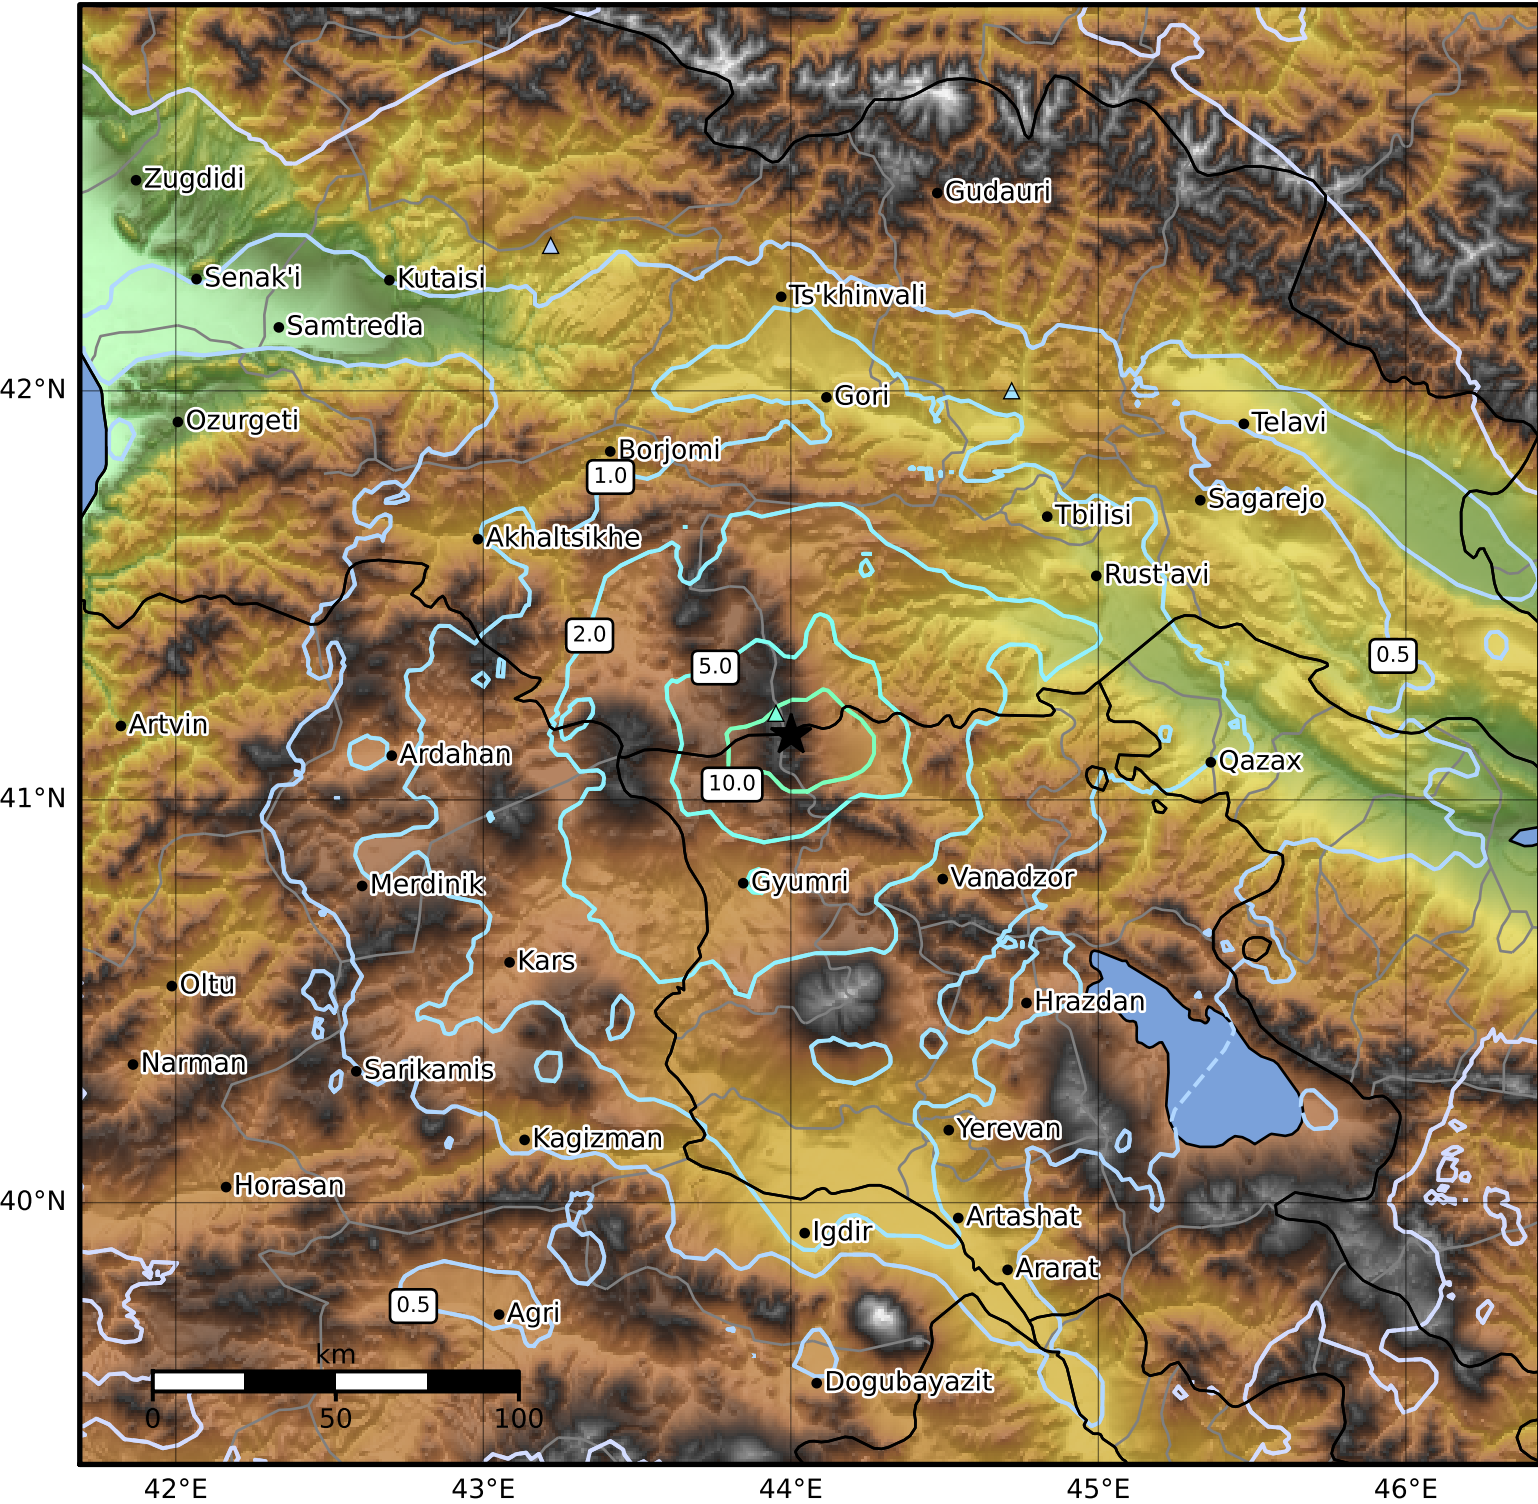 Zugdidi
Gudauri
Senak'i
Kutaisi
Ts'khinvali
Samtredia
42°N
Gori
Ozurgeti
Telavi
Borjomi
1.0
Sagarejo
Tbilisi
Akhaltsikhe
Rust'avi
2.0
0.5
5.0
Artvin
Ardahan
Qazax
10.0
41°N
Merdinik
Gyumri
Vanadzor
Kars
Oltu
Hrazdan
Narman
Sarikamis
Kagizman
Yerevan
Horasan
40°N
Artashat
Igdir
Ararat
0.5
Agri
km
Dogubayazit
0 50 100
42°E 43°E 44°E 45°E 46°E